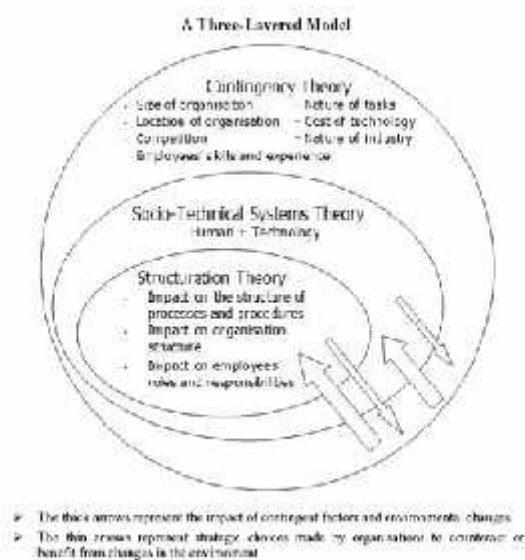 A Three-Layered Model
Contingency Theory
- Size of organisation - Nature of tasks
- Location of organisation - Cost of technology
- Competition - Nature of industry
- Employees' skills and experience
Socio-Technical Systems Theory
Human + Technology
Structuration Theory
- Impact on the structure of
processes and procedures
- Impact on organisation
structure
- Impact on employees'
roles and responsibilities
➤ The thick arrows represent the impact of contingent factors and environmental changes
➤ The thin arrows represent strategic choices made by organisations to counteract or
benefit from changes in the environment